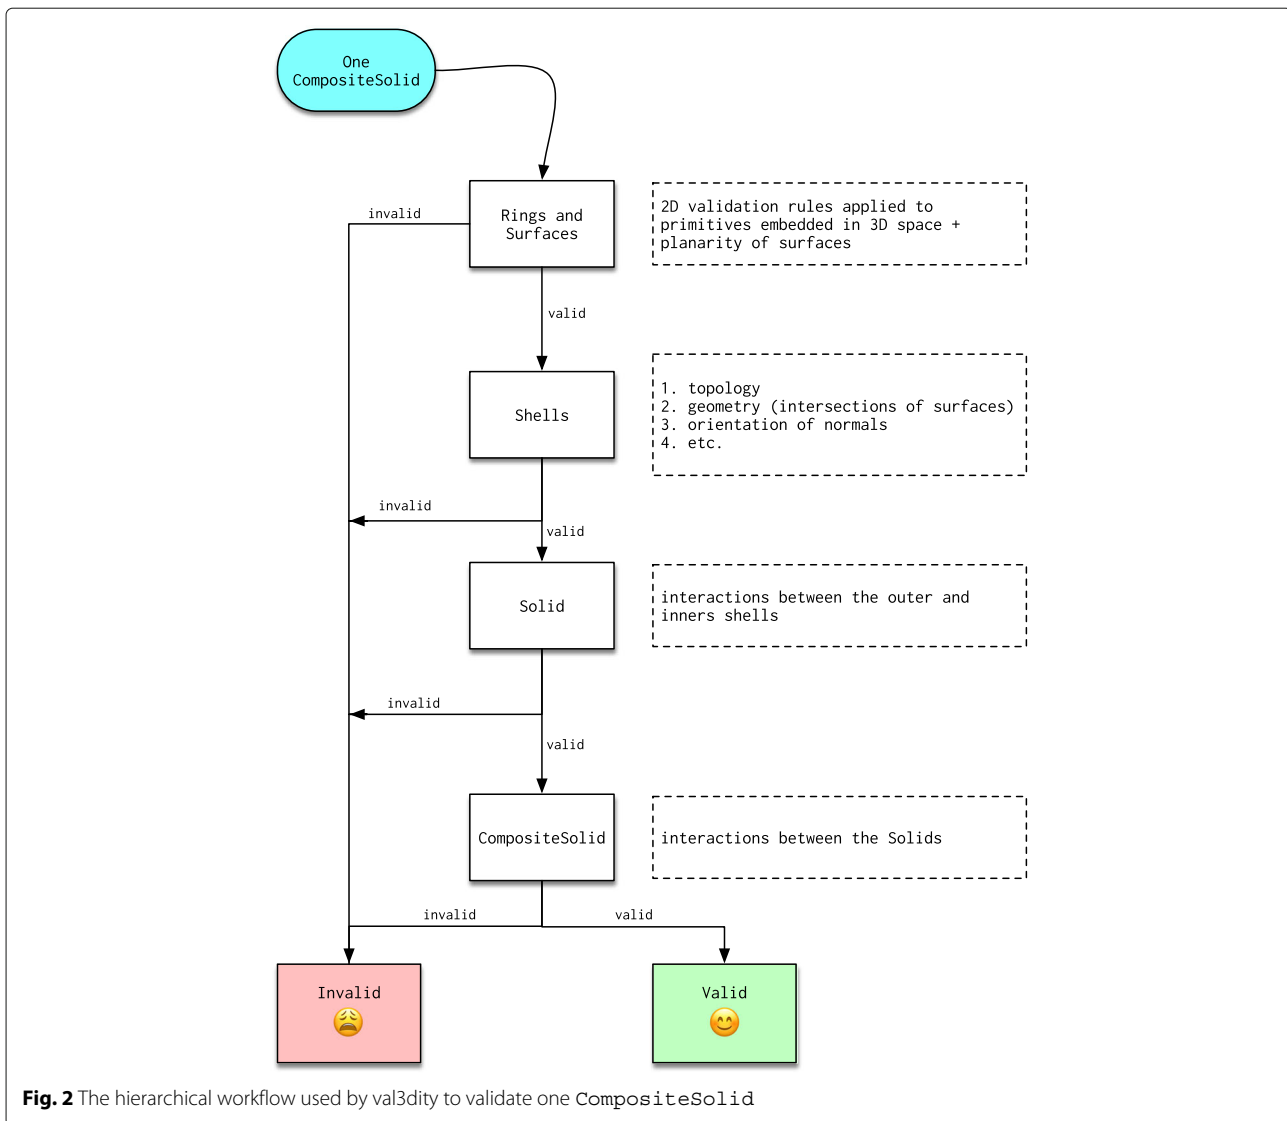 One
CompositeSolid
Rings and
Surfaces
invalid
2D validation rules applied to
primitives embedded in 3D space +
planarity of surfaces
valid
Shells
1. topology
2. geometry (intersections of surfaces)
3. orientation of normals
4. etc.
invalid
valid
Solid
interactions between the outer and
inners shells
invalid
valid
CompositeSolid
interactions between the Solids
invalid
valid
Invalid
Valid
Fig. 2 The hierarchical workflow used by val3dity to validate one CompositeSolid